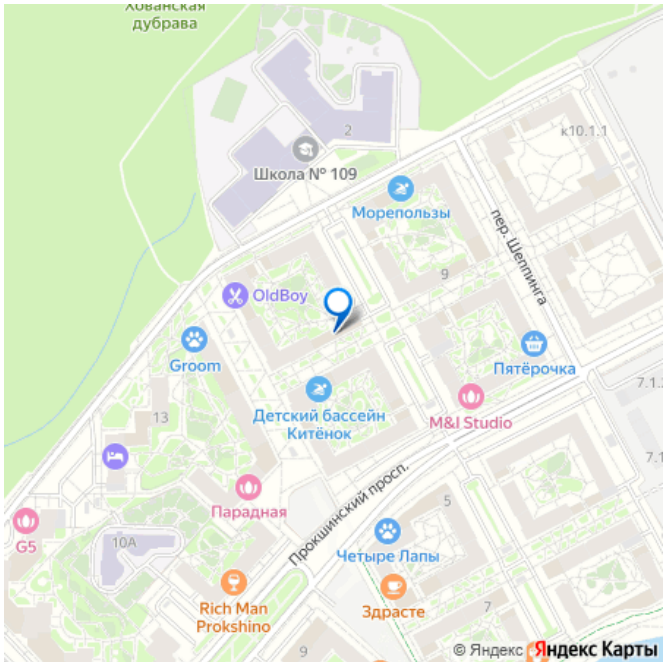 Хованская
дубрава
к10.1.1
2
Школа № 109
Морепользы
пер. Шеппинга
9
OldBoy
Groom
Пятёрочка
Детский бассейн
Китёнок
M&I Studio
7.1.2
13
7.1
Парадная
Прокшинский просп.
5
G5
10А
Четыре Лапы
Rich Man
Prokshino
Здрасте
7
9
© Яндекс Яндекс Карты